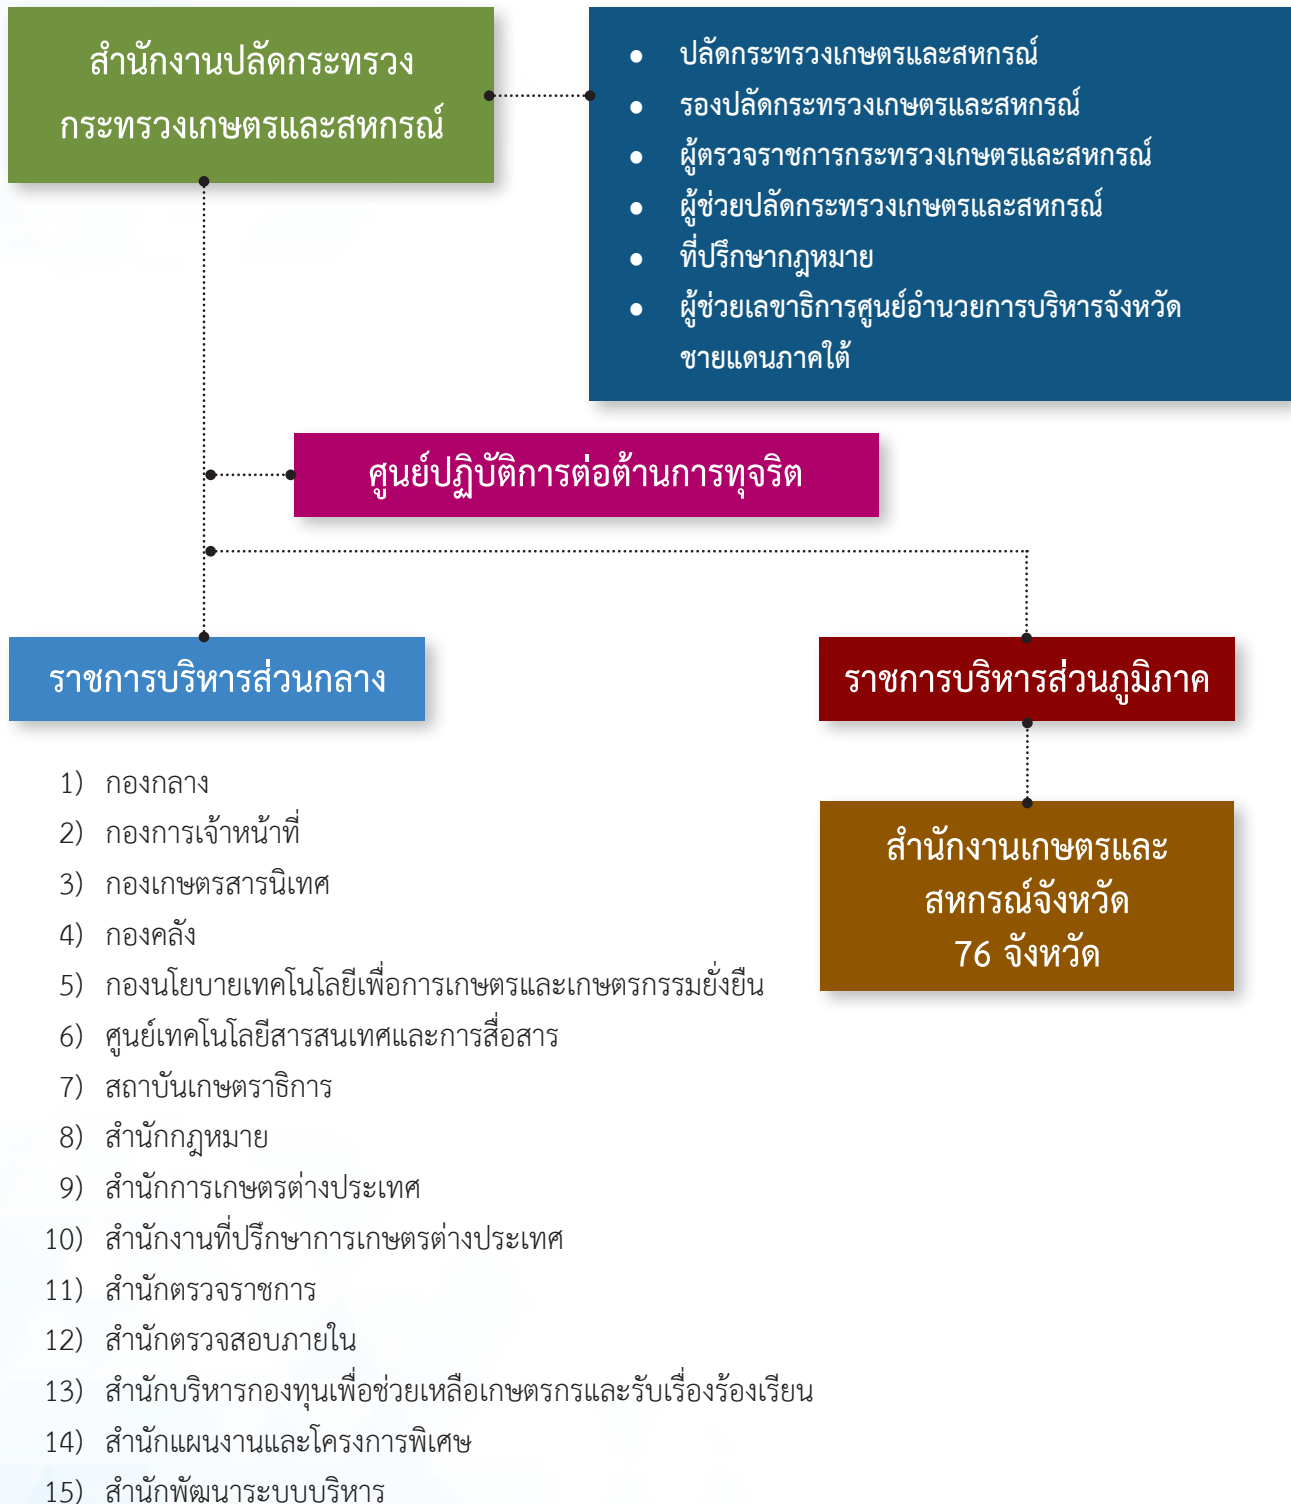 สำนักงานปลัดกระทรวง
กระทรวงเกษตรและสหกรณ์
● ปลัดกระทรวงเกษตรและสหกรณ์
● รองปลัดกระทรวงเกษตรและสหกรณ์
● ผู้ตรวจราชการกระทรวงเกษตรและสหกรณ์
● ผู้ช่วยปลัดกระทรวงเกษตรและสหกรณ์
● ที่ปรึกษากฎหมาย
● ผู้ช่วยเลขาธิการศูนย์อำนวยการบริหารจังหวัด
ชายแดนภาคใต้
ศูนย์ปฏิบัติการต่อต้านการทุจริต
ราชการบริหารส่วนกลาง
1) กองกลาง
2) กองการเจ้าหน้าที่
3) กองเกษตรสารนิเทศ
4) กองคลัง
5) กองนโยบายเทคโนโลยีเพื่อการเกษตรและเกษตรกรรมยั่งยืน
6) ศูนย์เทคโนโลยีสารสนเทศและการสื่อสาร
7) สถาบันเกษตราธิการ
8) สำนักกฎหมาย
9) สำนักการเกษตรต่างประเทศ
10) สำนักงานที่ปรึกษาการเกษตรต่างประเทศ
11) สำนักตรวจราชการ
12) สำนักตรวจสอบภายใน
13) สำนักบริหารกองทุนเพื่อช่วยเหลือเกษตรกรและรับเรื่องร้องเรียน
14) สำนักแผนงานและโครงการพิเศษ
15) สำนักพัฒนาระบบบริหาร
ราชการบริหารส่วนภูมิภาค
สำนักงานเกษตรและ
สหกรณ์จังหวัด
76 จังหวัด